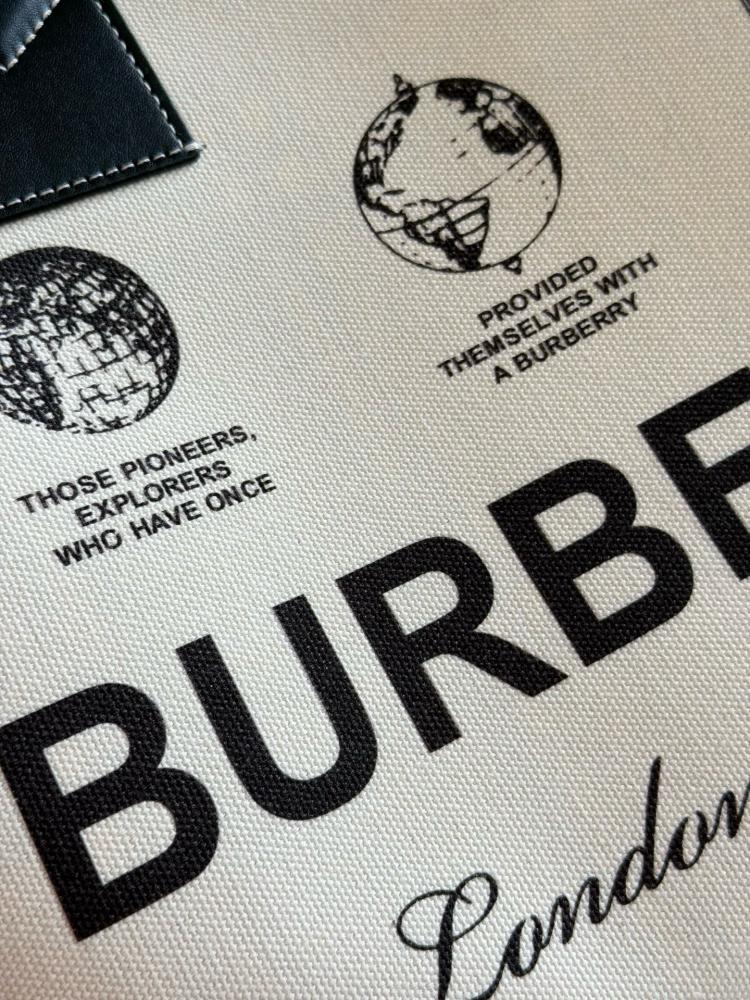 THOSE PIONEERS,
EXPLORERS
WHO HAVE ONCE
PROVIDED
THEMSELVES WITH
A BURBERRY
BURBE
London